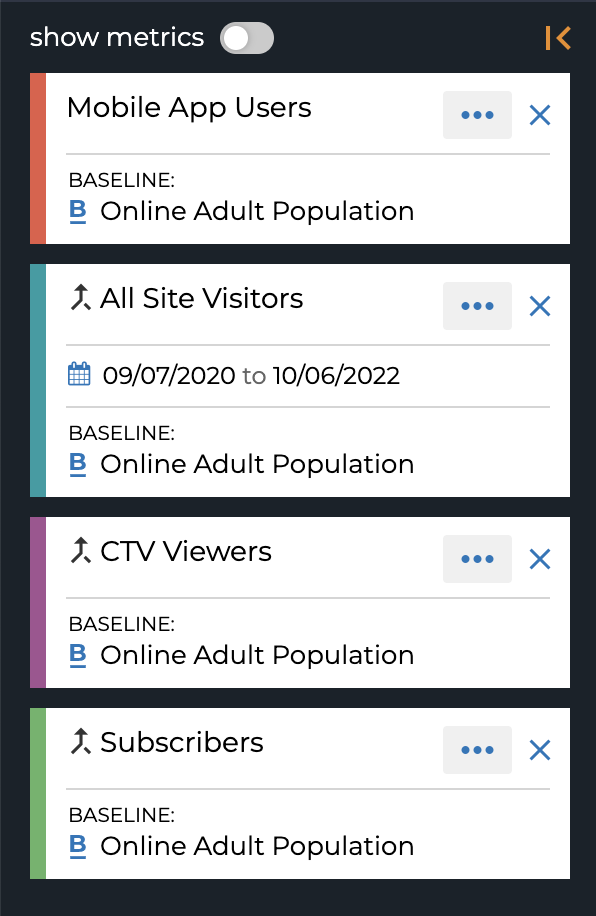 show metrics
Mobile App Users
BASELINE:
B Online Adult Population
All Site Visitors
09/07/2020 to 10/06/2022
BASELINE:
B Online Adult Population
CTV Viewers
BASELINE:
B Online Adult Population
Subscribers
BASELINE:
B Online Adult Population